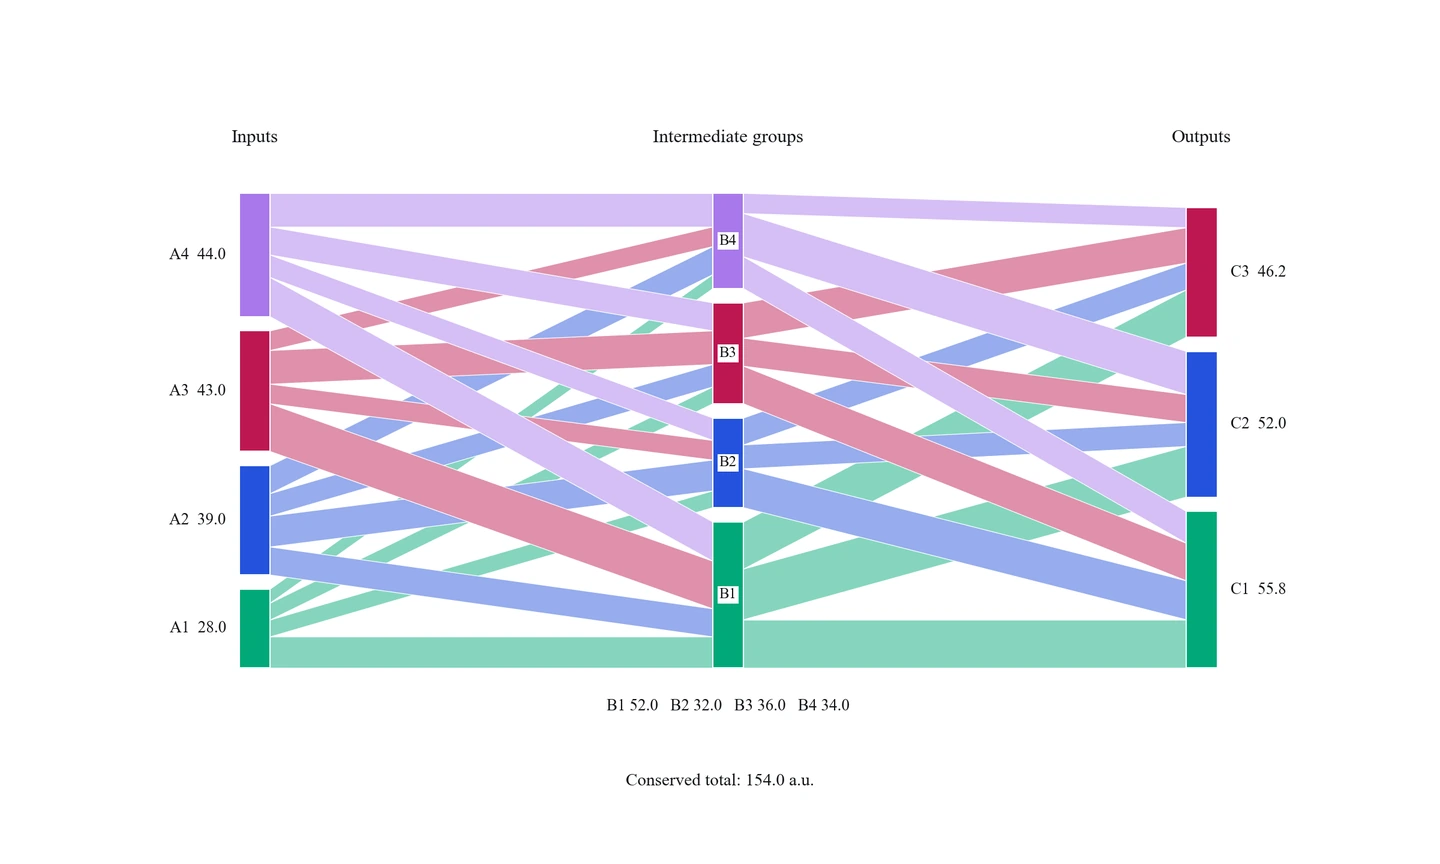 Inputs
Intermediate groups
Outputs
A4 44.0
A3 43.0
A2 39.0
A1 28.0
B4
B3
B2
B1
C3 46.2
C2 52.0
C1 55.8
B1 52.0 B2 32.0 B3 36.0 B4 34.0
Conserved total: 154.0 a.u.